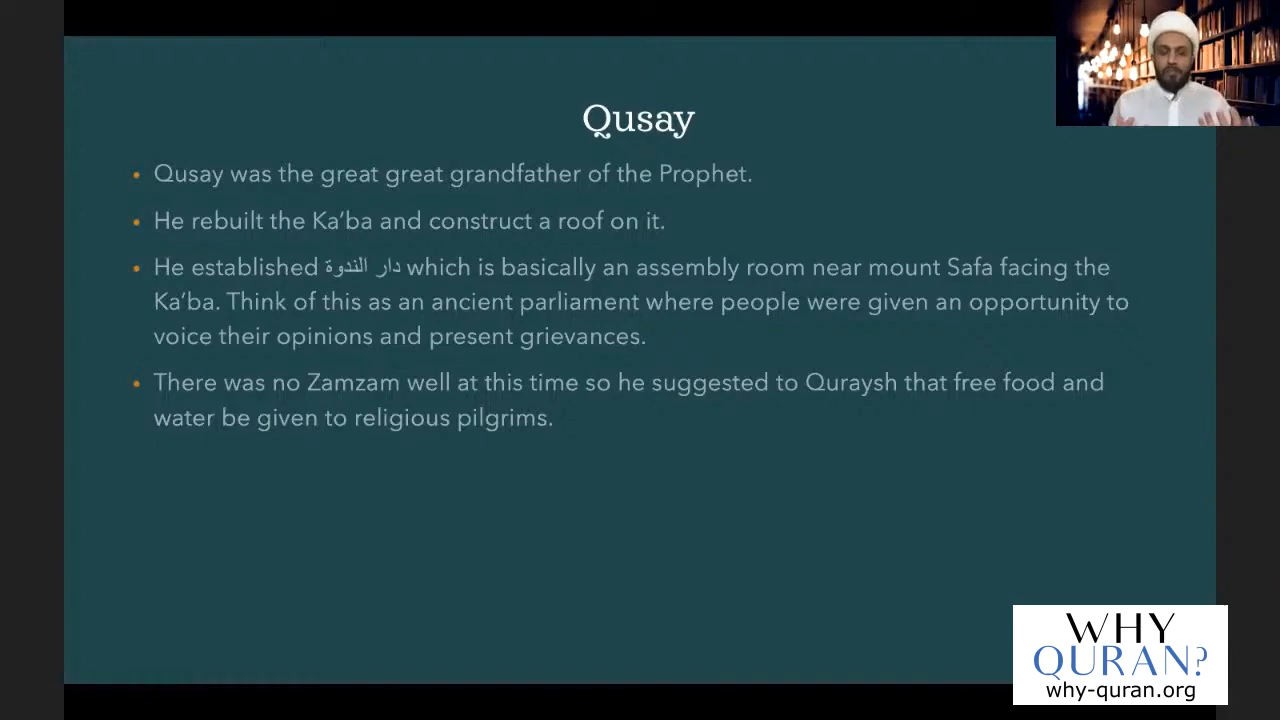 Qusay
• Qusay was the great great grandfather of the Prophet.
• He rebuilt the Ka’ba and construct a roof on it.
• He established دار الندوة which is basically an assembly room near mount Safa facing the
Ka’ba. Think of this as an ancient parliament where people were given an opportunity to
voice their opinions and present grievances.
• There was no Zamzam well at this time so he suggested to Quraysh that free food and
water be given to religious pilgrims.
WHY
QURAN?
why-quran.org